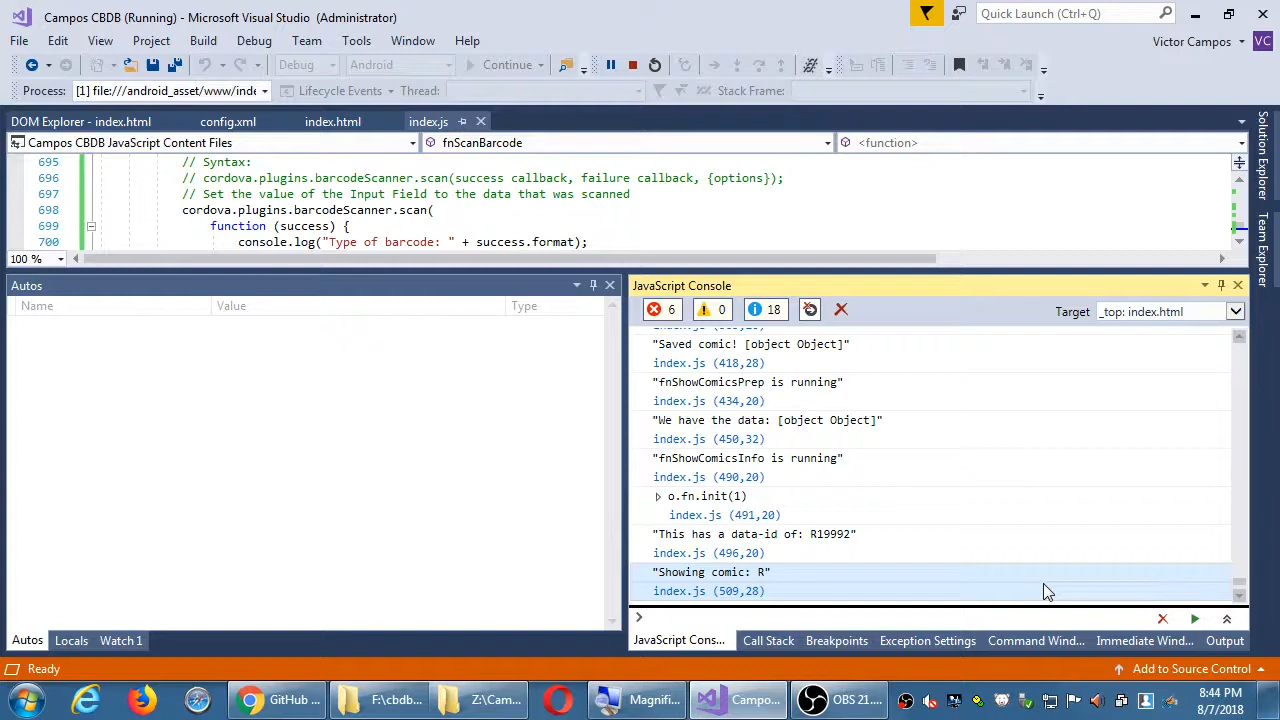 Campos CBDB (Running) - Microsoft Visual Studio (Administrator)
Quick Launch (Ctrl+Q)
File Edit View Project Build Debug Team Tools Window Help
Victor Campos VC
Debug Android Continue
Process: [1] file:///android_asset/www/inde Lifecycle Events Thread: Stack Frame:
DOM Explorer - index.html config.xml index.html index.js
Campos CBDB JavaScript Content Files fnScanBarcode <function>
695 // Syntax:
696 // cordova.plugins.barcodeScanner.scan(success callback, failure callback, {options});
697 // Set the value of the Input Field to the data that was scanned
698 cordova.plugins.barcodeScanner.scan(
699 function (success) {
700 console.log("Type of barcode: " + success.format);
100 %
Autos
Name Value Type
JavaScript Console
6 0 18
Target _top: index.html
"Saved comic! [object Object]"
index.js (418,28)
"fnShowComicsPrep is running"
index.js (434,20)
"We have the data: [object Object]"
index.js (450,32)
"fnShowComicsInfo is running"
index.js (490,20)
o.fn.init(1)
index.js (491,20)
"This has a data-id of: R19992"
index.js (496,20)
"Showing comic: R"
index.js (509,28)
Autos Locals Watch 1
JavaScript Cons... Call Stack Breakpoints Exception Settings Command Wind... Immediate Wind... Output
Ready
Add to Source Control
Solution Explorer
Team Explorer
GitHub ... F:\cbdb... Z:\Cam... Magnifi... Campo... OBS 21....
8:44 PM
8/7/2018